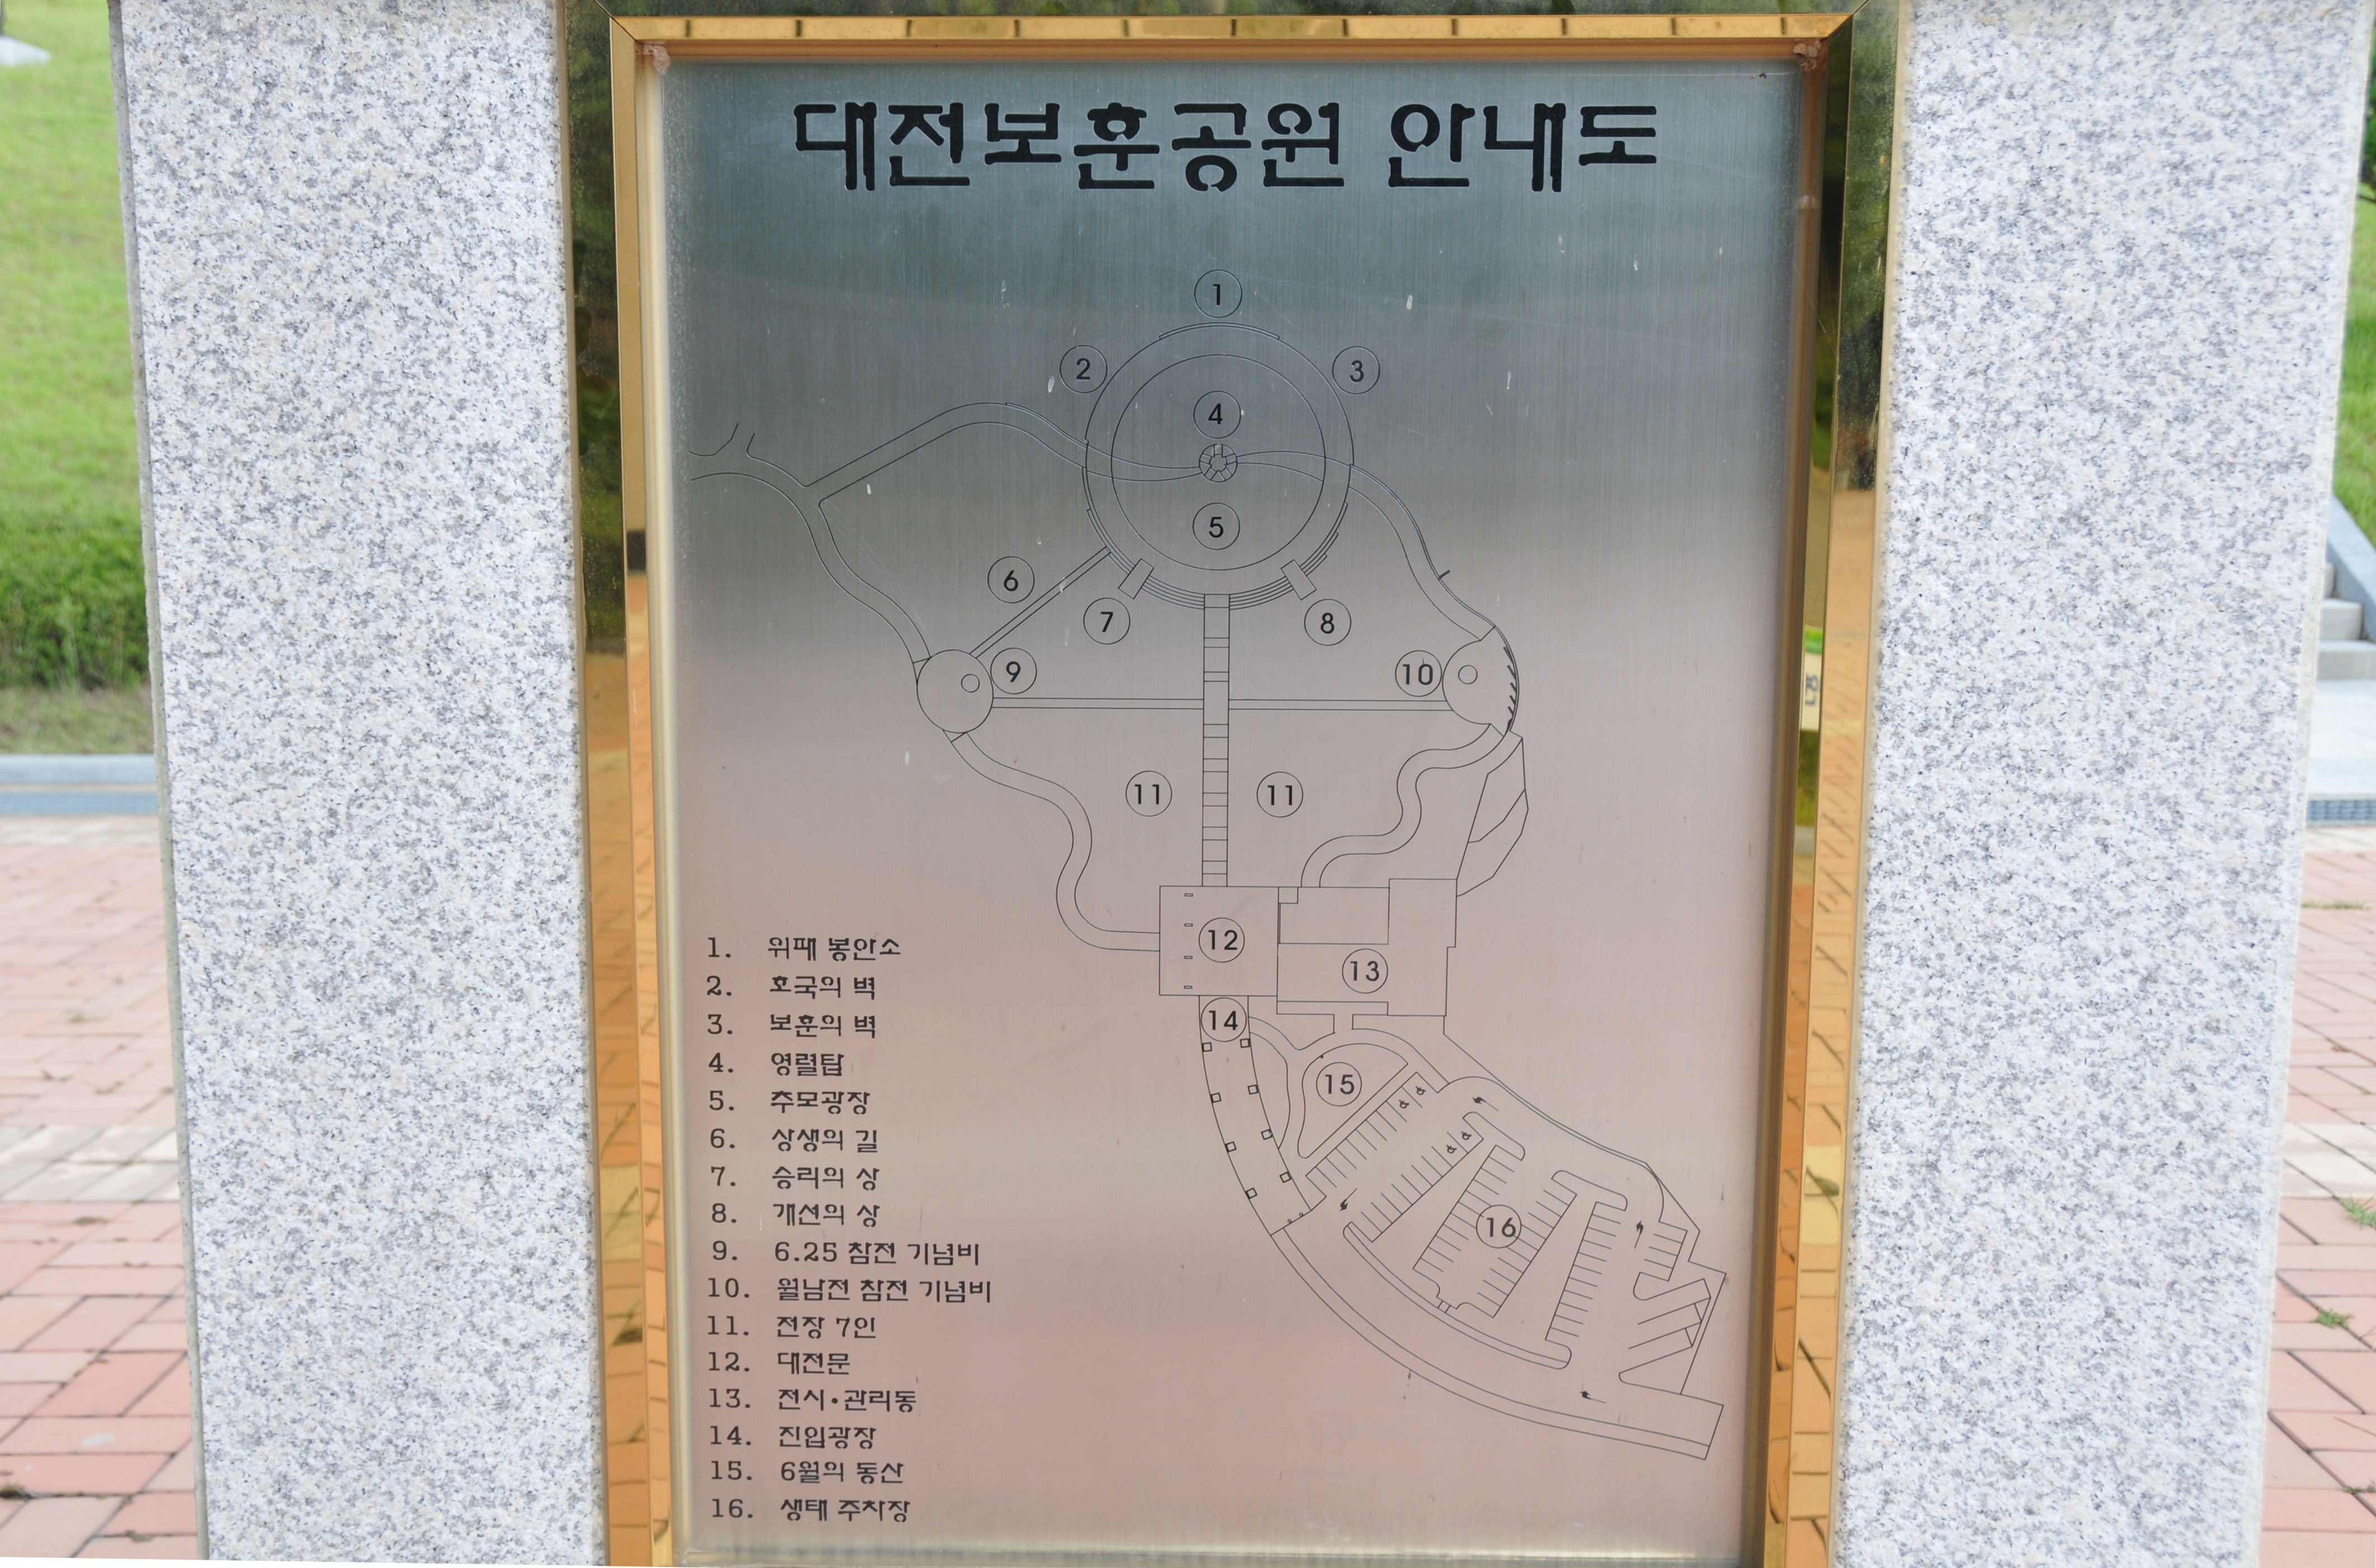 대전보훈공원 안내도
1
2
3
4
5
6
7
8
9
10
11
11
12
13
14
15
16
1. 위패 봉안소
2. 호국의 벽
3. 보훈의 벽
4. 영렬탑
5. 추모광장
6. 상생의 길
7. 승리의 상
8. 개선의 상
9. 6.25 참전 기념비
10. 월남전 참전 기념비
11. 전장 7인
12. 대전문
13. 전시•관리동
14. 진입광장
15. 6월의 동산
16. 생태 주차장